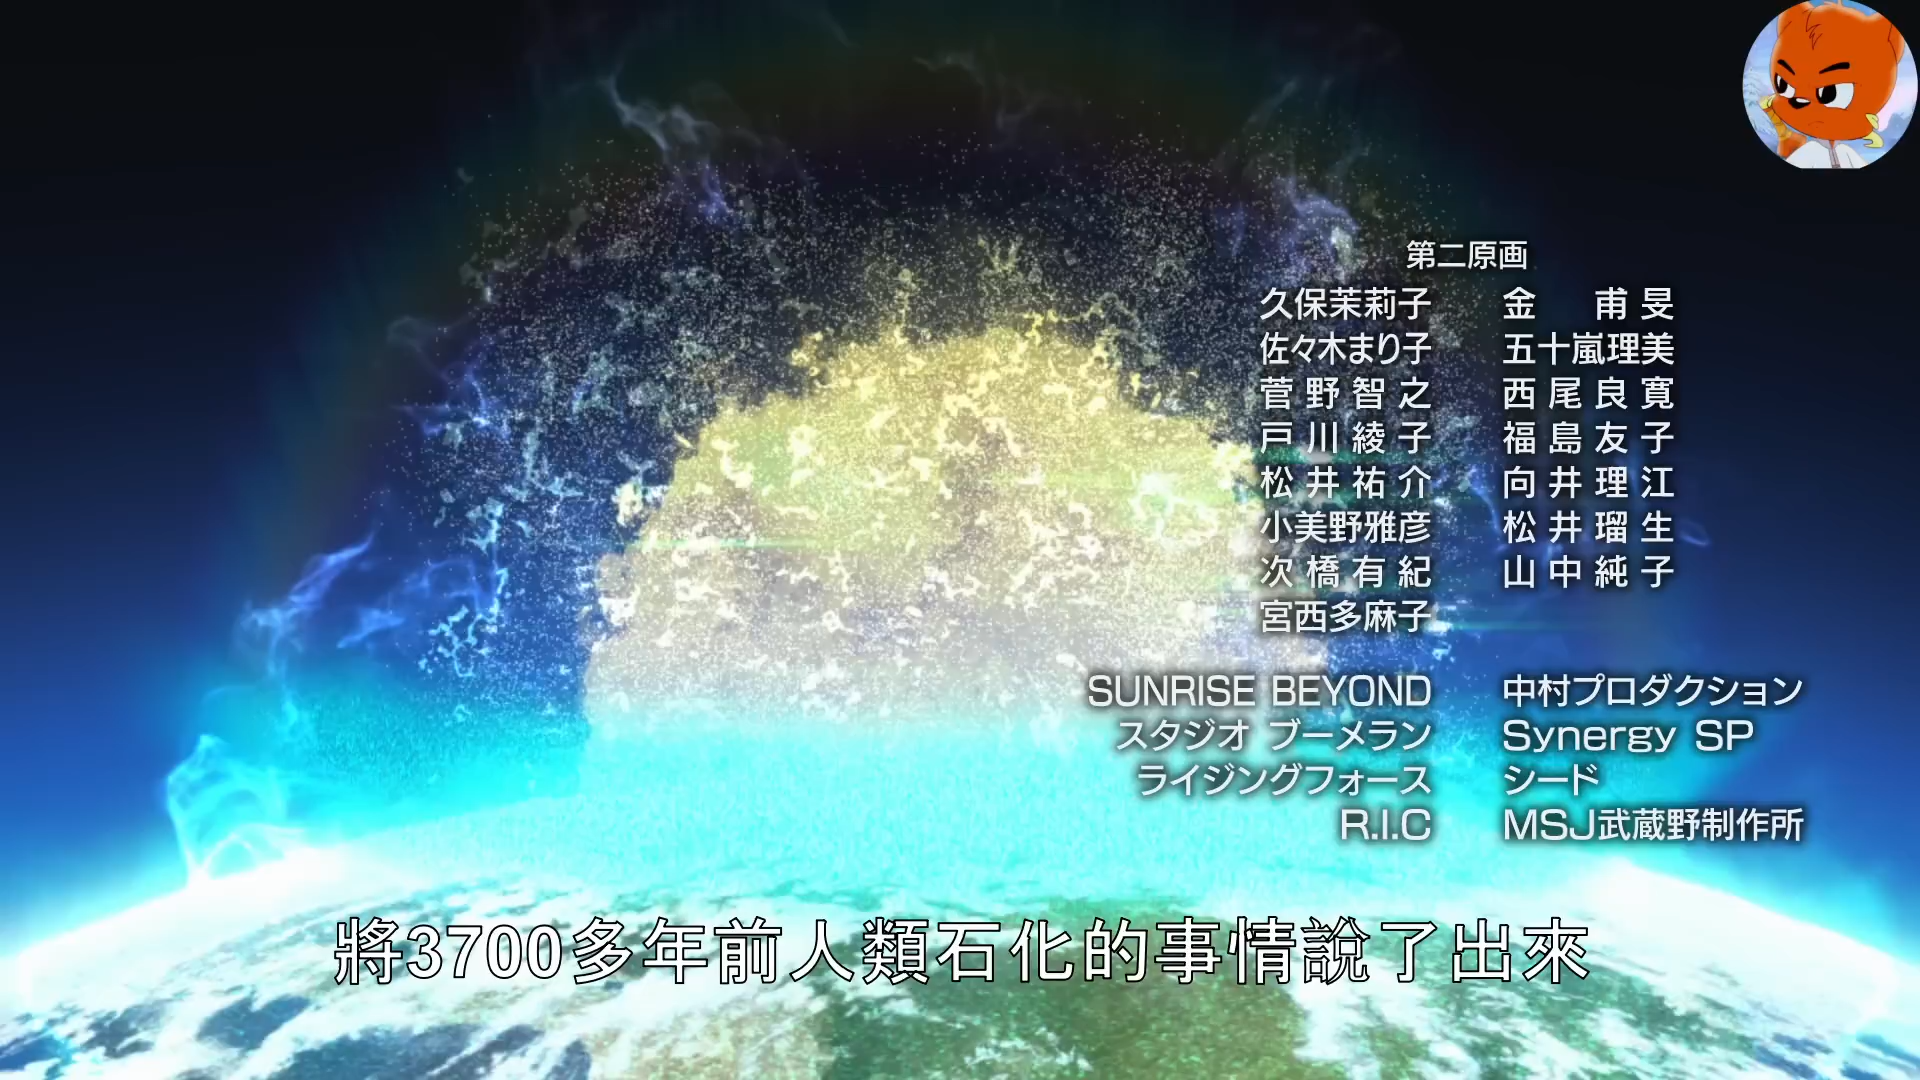 第二原画
久保茉莉子 金甫旻
佐々木まり子 五十嵐理美
菅野智之 西尾良寛
戸川綾子 福島友子
松井祐介 向井理江
小美野雅彦 松井瑠生
次橋有紀 山中純子
宮西多麻子
SUNRISE BEYOND 中村プロダクション
スタジオ ブーメラン Synergy SP
ライジングフォース シード
R.I.C MSJ武蔵野制作所
將3700多年前人類石化的事情說了出來